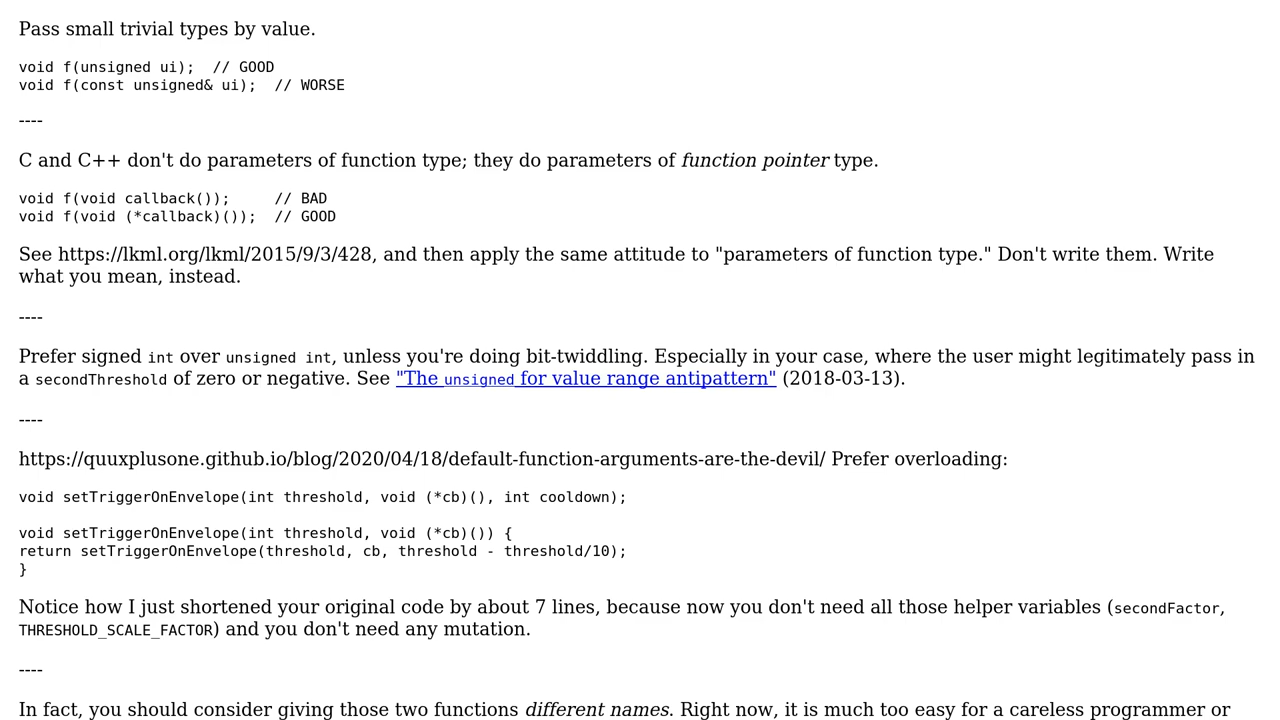 Pass small trivial types by value.
void f(unsigned ui);  // GOOD
void f(const unsigned& ui);  // WORSE
----
C and C++ don't do parameters of function type; they do parameters of function pointer type.
void f(void callback());     // BAD
void f(void (*callback)());  // GOOD
See https://lkml.org/lkml/2015/9/3/428, and then apply the same attitude to "parameters of function type." Don't write them. Write
what you mean, instead.
----
Prefer signed int over unsigned int, unless you're doing bit-twiddling. Especially in your case, where the user might legitimately pass in
a secondThreshold of zero or negative. See "The unsigned for value range antipattern" (2018-03-13).
----
https://quuxplusone.github.io/blog/2020/04/18/default-function-arguments-are-the-devil/ Prefer overloading:
void setTriggerOnEnvelope(int threshold, void (*cb)(), int cooldown);
void setTriggerOnEnvelope(int threshold, void (*cb)()) {
return setTriggerOnEnvelope(threshold, cb, threshold - threshold/10);
}
Notice how I just shortened your original code by about 7 lines, because now you don't need all those helper variables (secondFactor,
THRESHOLD_SCALE_FACTOR) and you don't need any mutation.
----
In fact, you should consider giving those two functions different names. Right now, it is much too easy for a careless programmer or